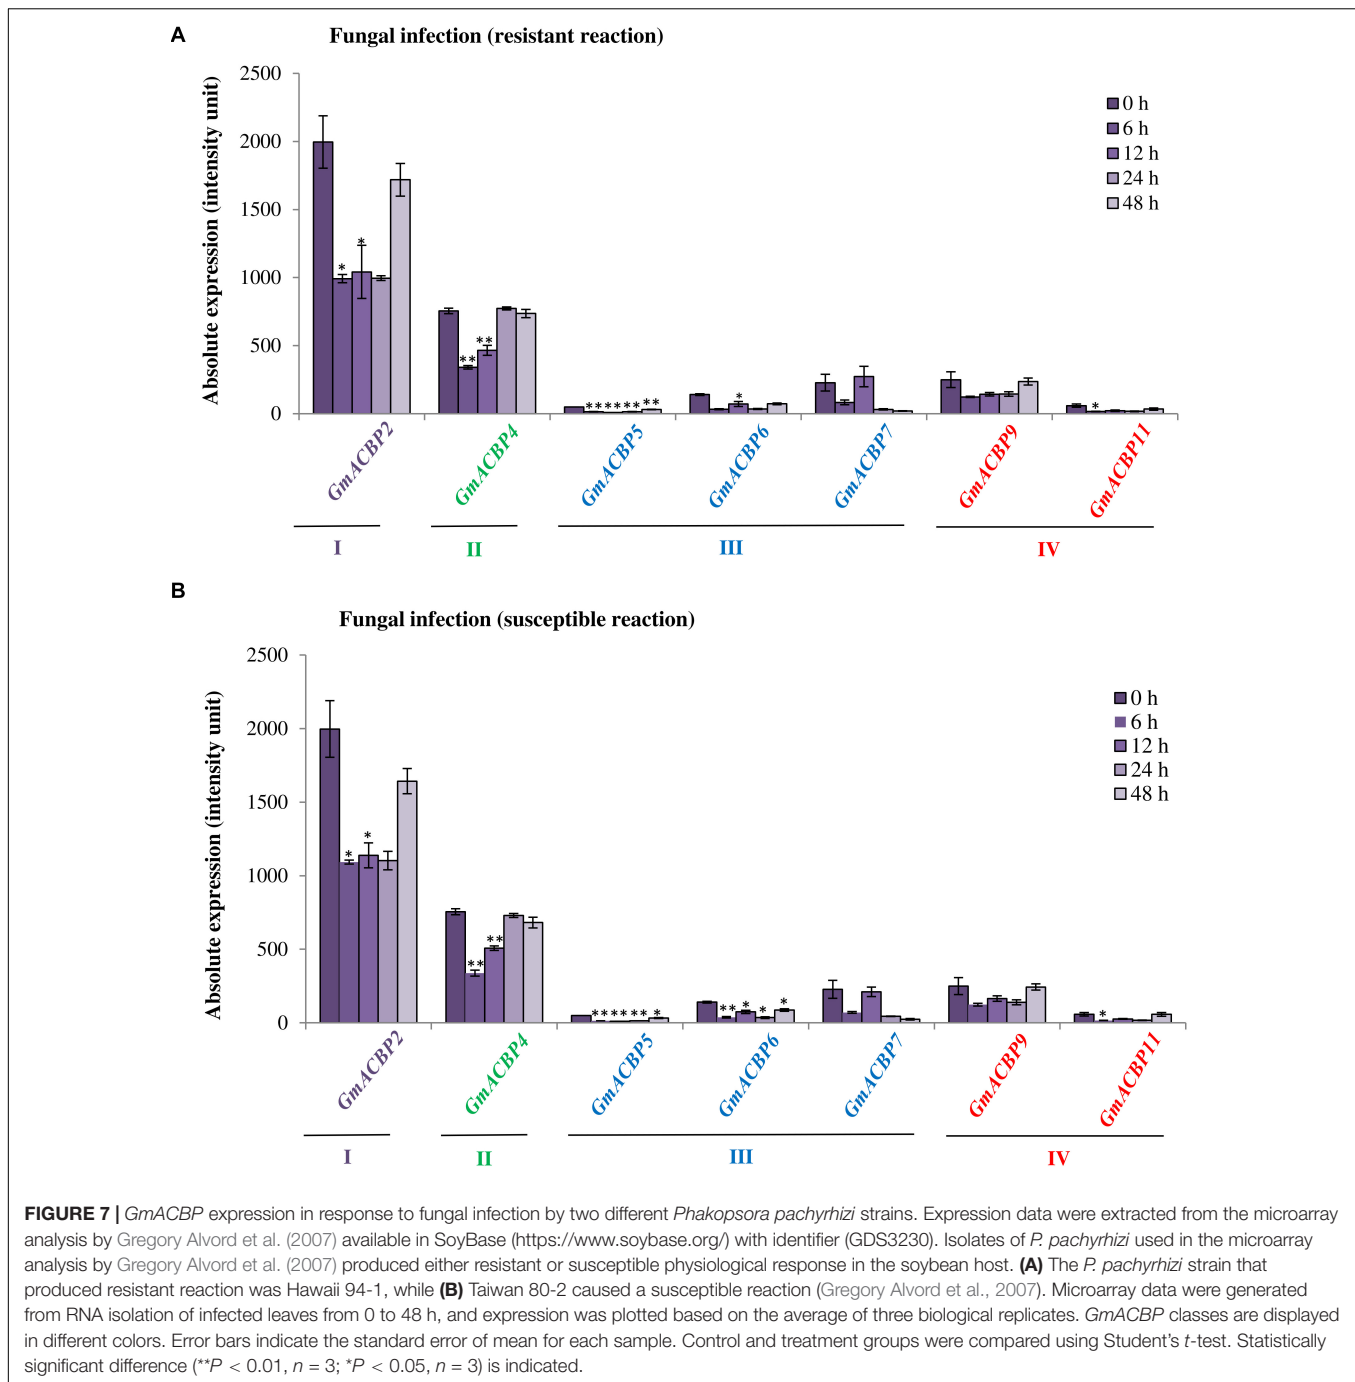 A
Fungal infection (resistant reaction)
Absolute expression (intensity unit)
2500
2000
1500
1000
500
0
0 h
6 h
12 h
24 h
48 h
*
*
**
**
** ** ** **
*
*
GmACBP2
GmACBP4
GmACBP5
GmACBP6
GmACBP7
GmACBP9
GmACBP11
I
II
III
IV
B
Fungal infection (susceptible reaction)
Absolute expression (intensity unit)
2500
2000
1500
1000
500
0
0 h
6 h
12 h
24 h
48 h
*
*
**
**
** ** ** *
** * * *
*
GmACBP2
GmACBP4
GmACBP5
GmACBP6
GmACBP7
GmACBP9
GmACBP11
I
II
III
IV
FIGURE 7 | GmACBP expression in response to fungal infection by two different Phakopsora pachyrhizi strains. Expression data were extracted from the microarray
analysis by Gregory Alvord et al. (2007) available in SoyBase (https://www.soybase.org/) with identifier (GDS3230). Isolates of P. pachyrhizi used in the microarray
analysis by Gregory Alvord et al. (2007) produced either resistant or susceptible physiological response in the soybean host. (A) The P. pachyrhizi strain that
produced resistant reaction was Hawaii 94-1, while (B) Taiwan 80-2 caused a susceptible reaction (Gregory Alvord et al., 2007). Microarray data were generated
from RNA isolation of infected leaves from 0 to 48 h, and expression was plotted based on the average of three biological replicates. GmACBP classes are displayed
in different colors. Error bars indicate the standard error of mean for each sample. Control and treatment groups were compared using Student's t-test. Statistically
significant difference (**P < 0.01, n = 3; *P < 0.05, n = 3) is indicated.